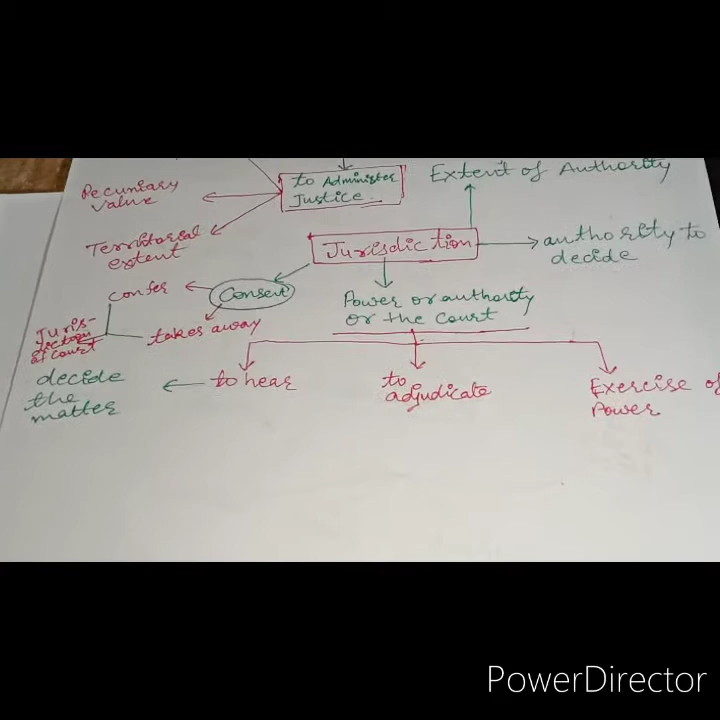 to Administer
Justice
Extent of Authority
Pecuniary
value
Territorial
extent
Jurisdiction
authority to
decide
Consent
confer
takes away
Juris-
diction
of court
Power or authority
or the court
to hear
decide
the
matter
to
adjudicate
Exercise of
Power
PowerDirector